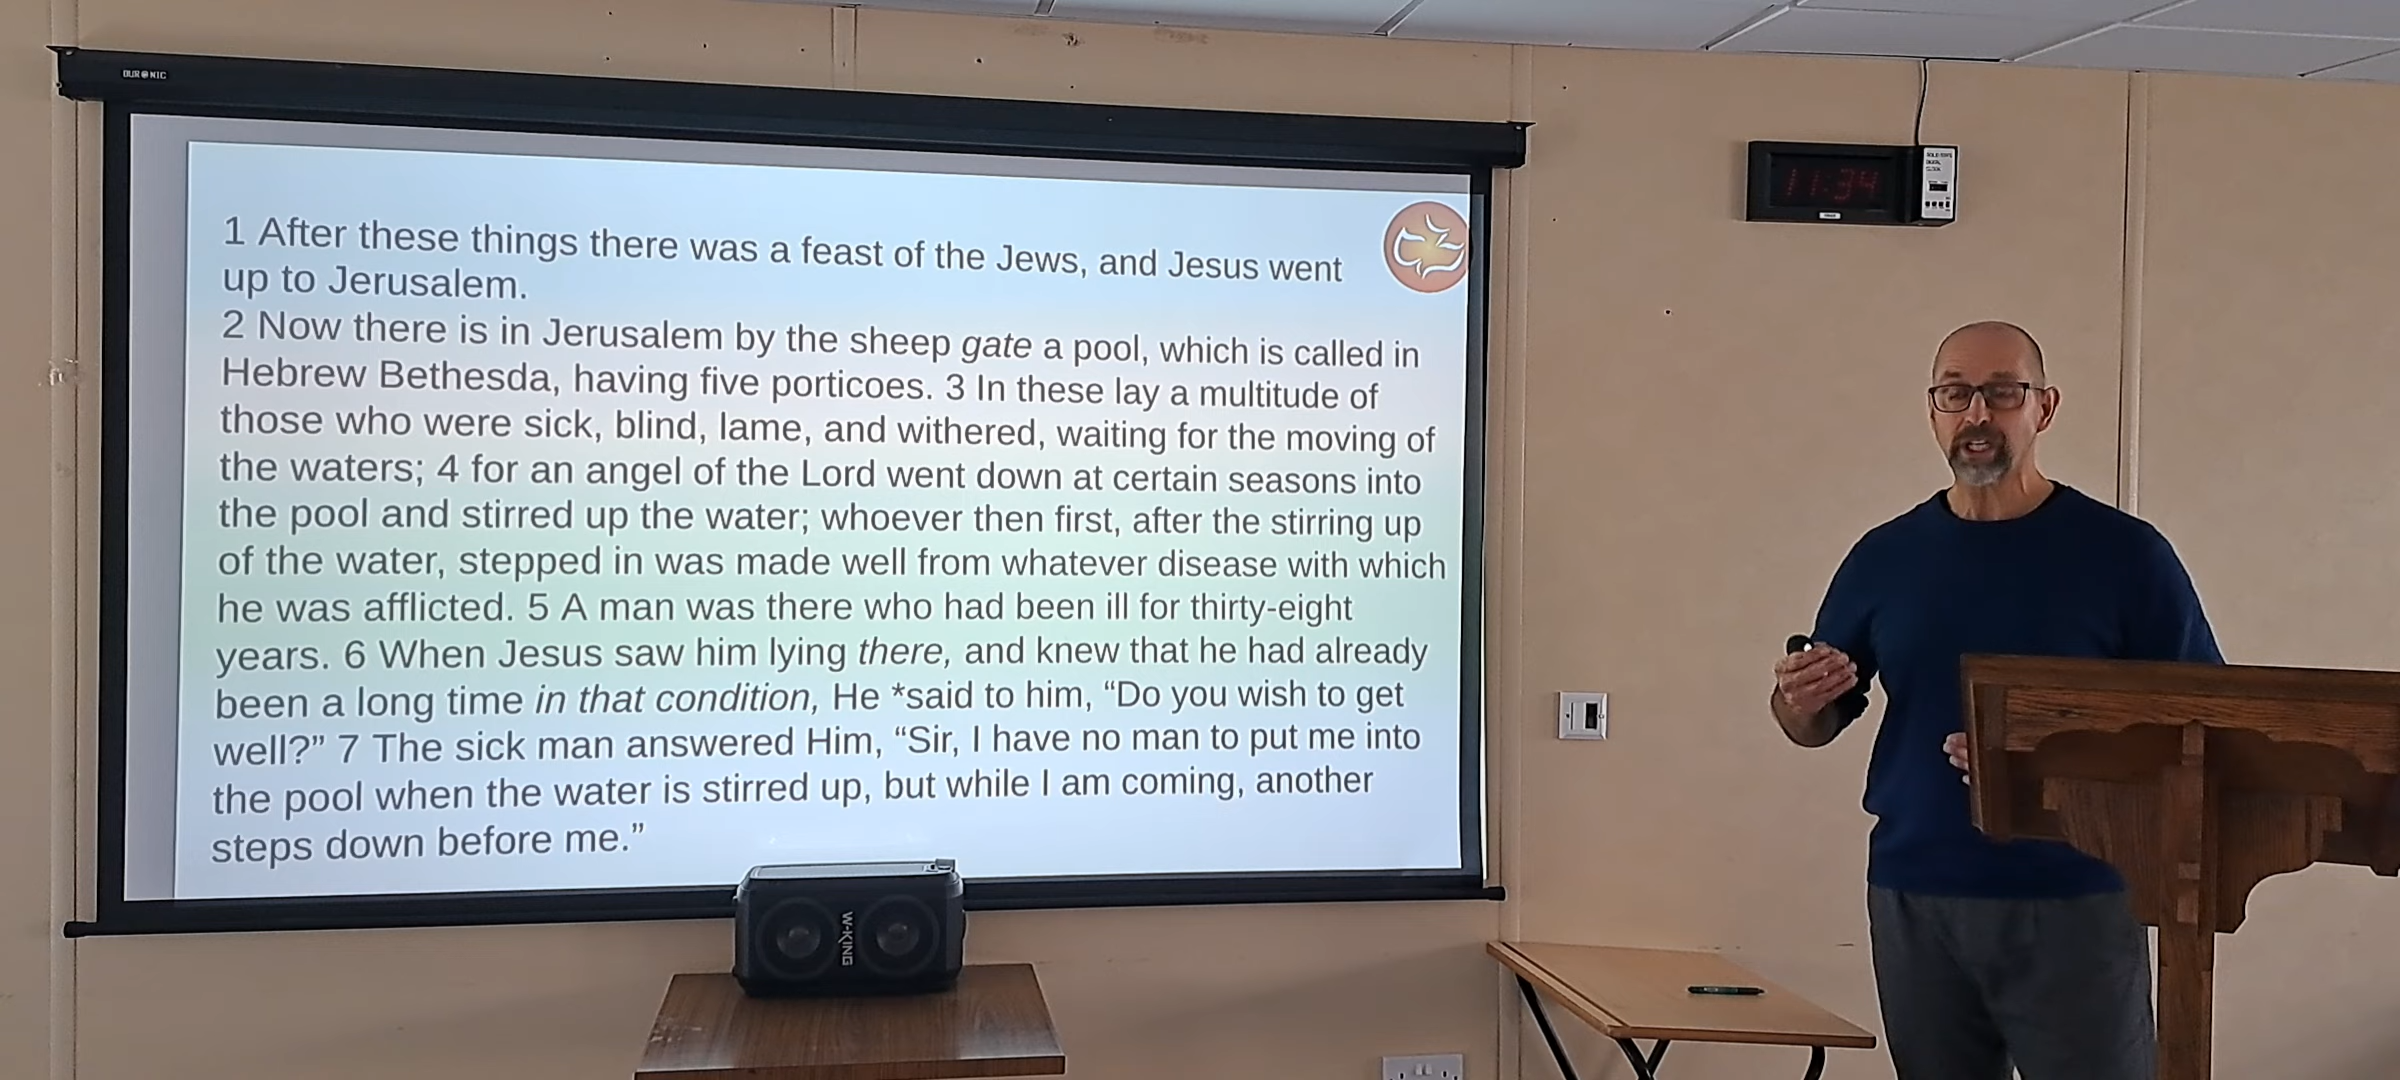 DURONIC
1 After these things there was a feast of the Jews, and Jesus went
up to Jerusalem.
2 Now there is in Jerusalem by the sheep gate a pool, which is called in
Hebrew Bethesda, having five porticoes. 3 In these lay a multitude of
those who were sick, blind, lame, and withered, waiting for the moving of
the waters; 4 for an angel of the Lord went down at certain seasons into
the pool and stirred up the water; whoever then first, after the stirring up
of the water, stepped in was made well from whatever disease with which
he was afflicted. 5 A man was there who had been ill for thirty-eight
years. 6 When Jesus saw him lying there, and knew that he had already
been a long time in that condition, He *said to him, “Do you wish to get
well?” 7 The sick man answered Him, “Sir, I have no man to put me into
the pool when the water is stirred up, but while I am coming, another
steps down before me.”
11:34
W-KING